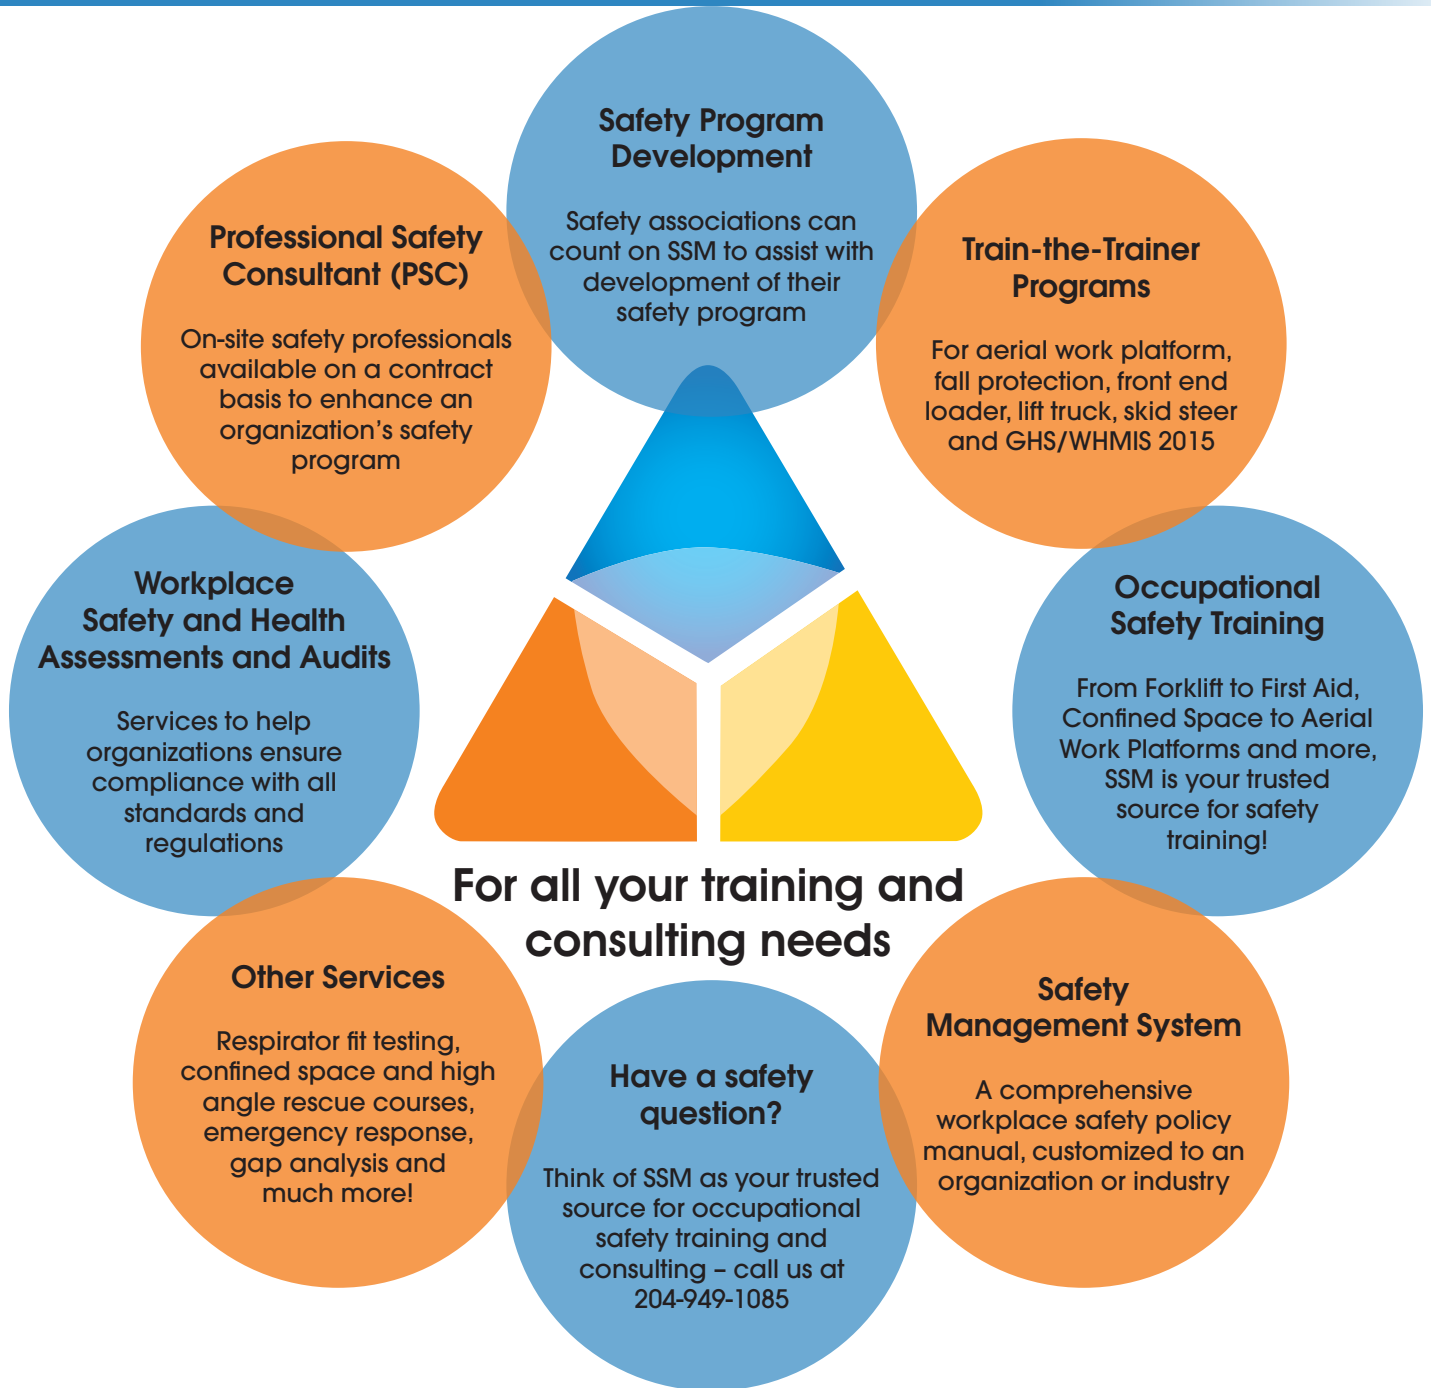 Safety Program
Development
Safety associations can
count on SSM to assist with
development of their
safety program
Train-the-Trainer
Programs
For aerial work platform,
fall protection, front end
loader, lift truck, skid steer
and GHS/WHMIS 2015
Occupational
Safety Training
From Forklift to First Aid,
Confined Space to Aerial
Work Platforms and more,
SSM is your trusted
source for safety
training!
Safety
Management System
A comprehensive
workplace safety policy
manual, customized to an
organization or industry
Have a safety
question?
Think of SSM as your trusted
source for occupational
safety training and
consulting – call us at
204-949-1085
Other Services
Respirator fit testing,
confined space and high
angle rescue courses,
emergency response,
gap analysis and
much more!
Workplace
Safety and Health
Assessments and Audits
Services to help
organizations ensure
compliance with all
standards and
regulations
Professional Safety
Consultant (PSC)
On-site safety professionals
available on a contract
basis to enhance an
organization’s safety
program
For all your training and
consulting needs